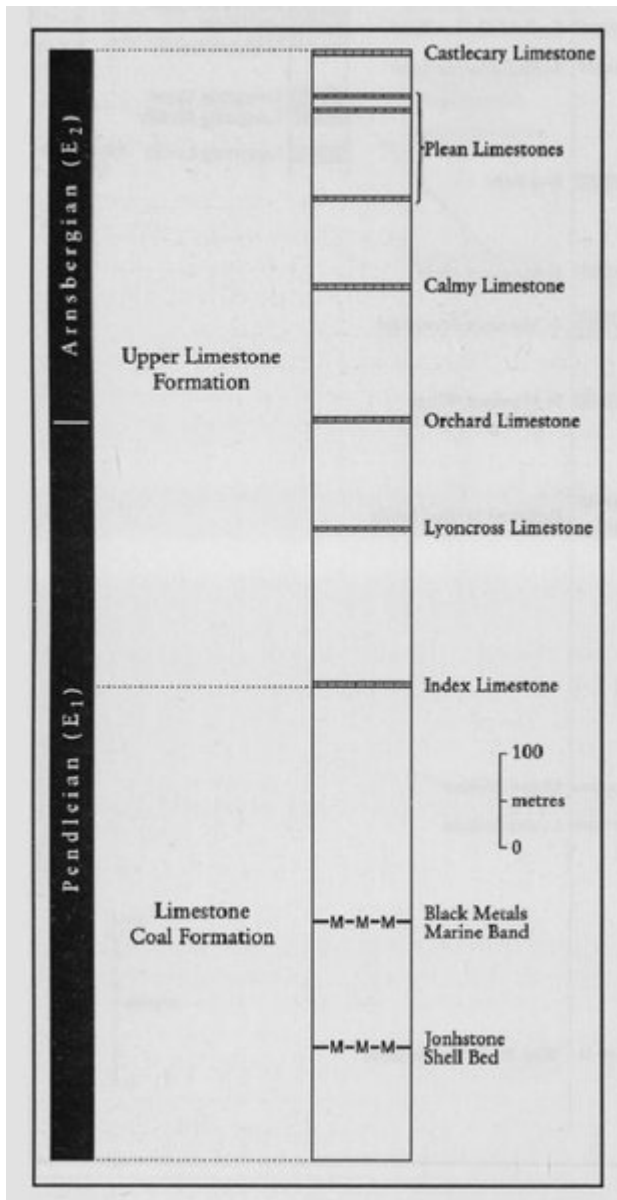 Castlecary Limestone
Plean Limestones
Calmy Limestone
Arnsbergian (E2)
Upper Limestone
Formation
Orchard Limestone
Lyoncross Limestone
Index Limestone
100
metres
0
Pendleian (E1)
Limestone
Coal Formation
M-M-M
Black Metals
Marine Band
M-M-M
Jonhstone
Shell Bed